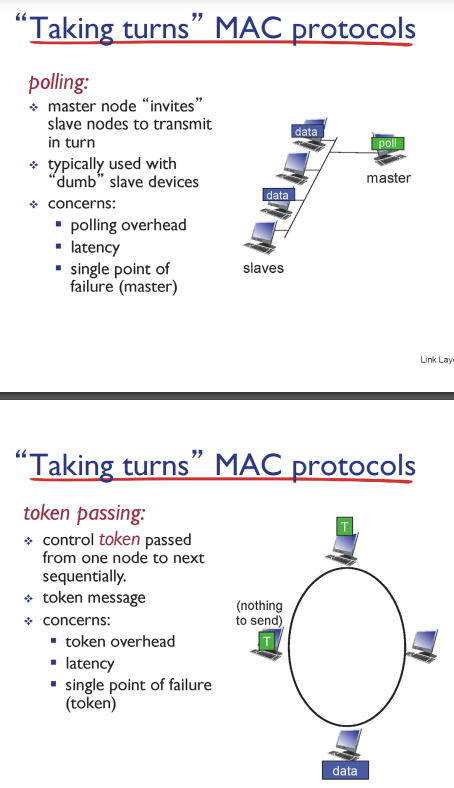 “Taking turns” MAC protocols
polling:
master node “invites”
slave nodes to transmit
in turn
typically used with
“dumb” slave devices
concerns:
polling overhead
latency
single point of
failure (master)
data
poll
master
data
slaves
Link Laye
“Taking turns” MAC protocols
token passing:
control token passed
from one node to next
sequentially.
token message
concerns:
token overhead
latency
single point of failure
(token)
T
(nothing
to send)
T
data